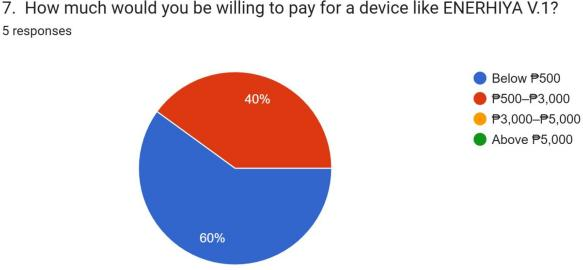 7. How much would you be willing to pay for a device like ENERHIYA V.1?
5 responses
Below ₱500
₱500–₱3,000
₱3,000–₱5,000
Above ₱5,000
40%
60%